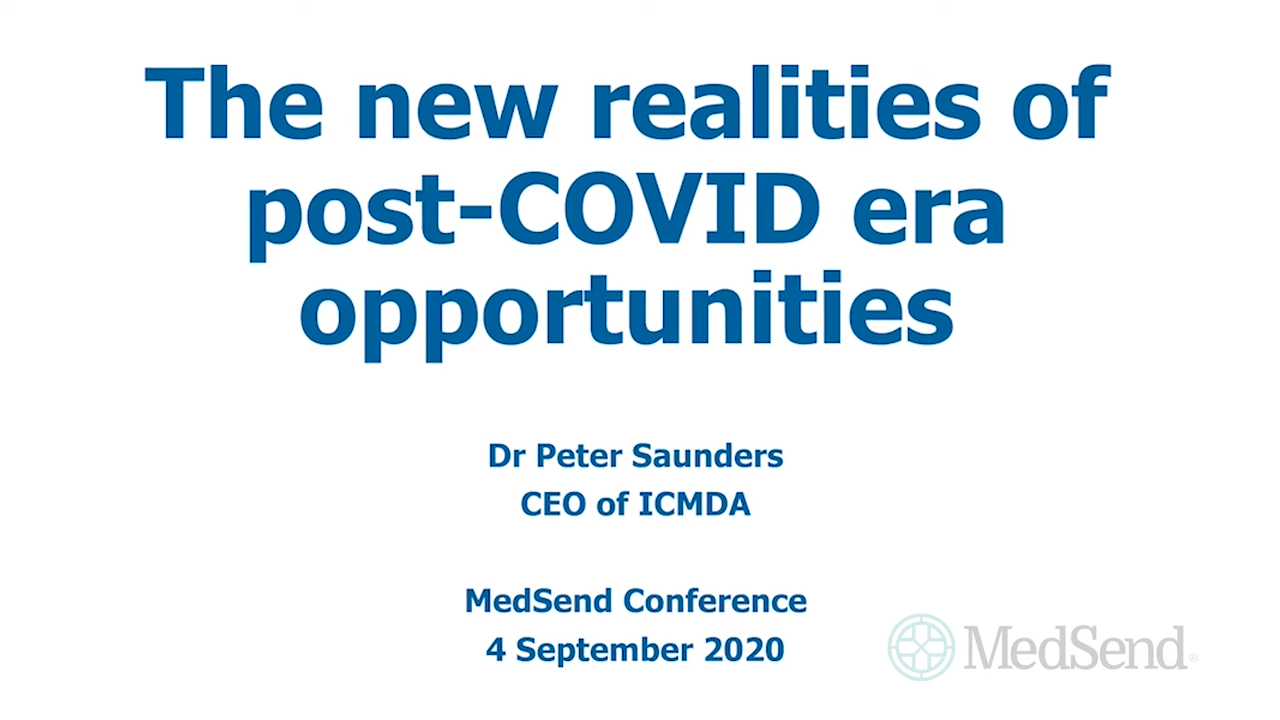 The new realities of
post-COVID era
opportunities
Dr Peter Saunders
CEO of ICMDA
MedSend Conference
4 September 2020
MedSend®